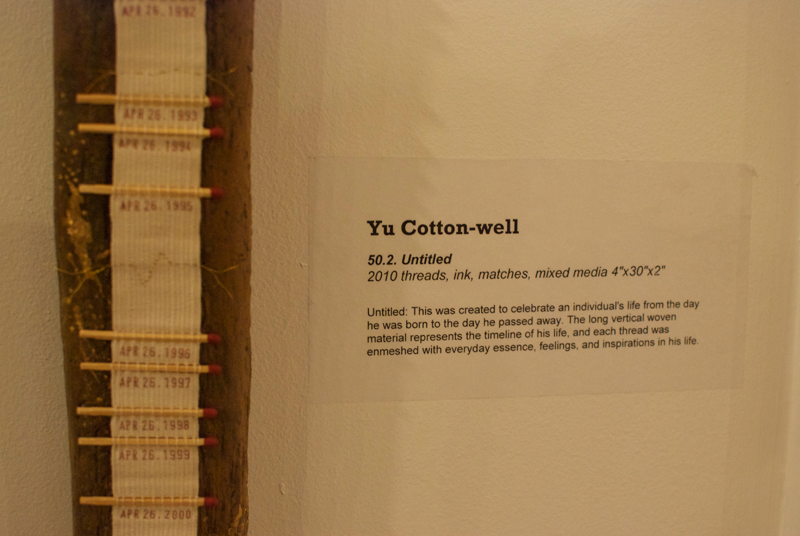 APR 26.1992
APR 26.1993
APR 26.1994
APR 26.1995
APR 26.1996
APR 26.1997
APR 26.1998
APR 26.1999
APR 26.2000
Yu Cotton-well
50.2. Untitled
2010 threads, ink, matches, mixed media 4"x30"x2"
Untitled: This was created to celebrate an individual's life from the day
he was born to the day he passed away. The long vertical woven
material represents the timeline of his life, and each thread was
enmeshed with everyday essence, feelings, and inspirations in his life.